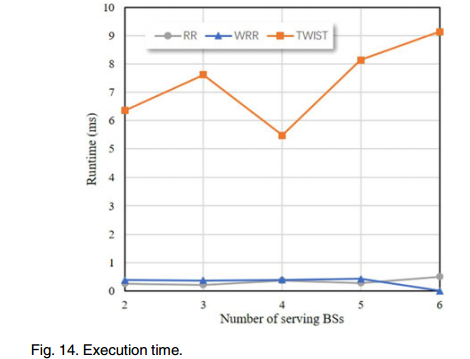 10
9
8
7
6
5
4
3
2
1
0
RR WRR TWIST
Runtime (ms)
2 3 4 5 6
Number of serving BSs
Fig. 14. Execution time.